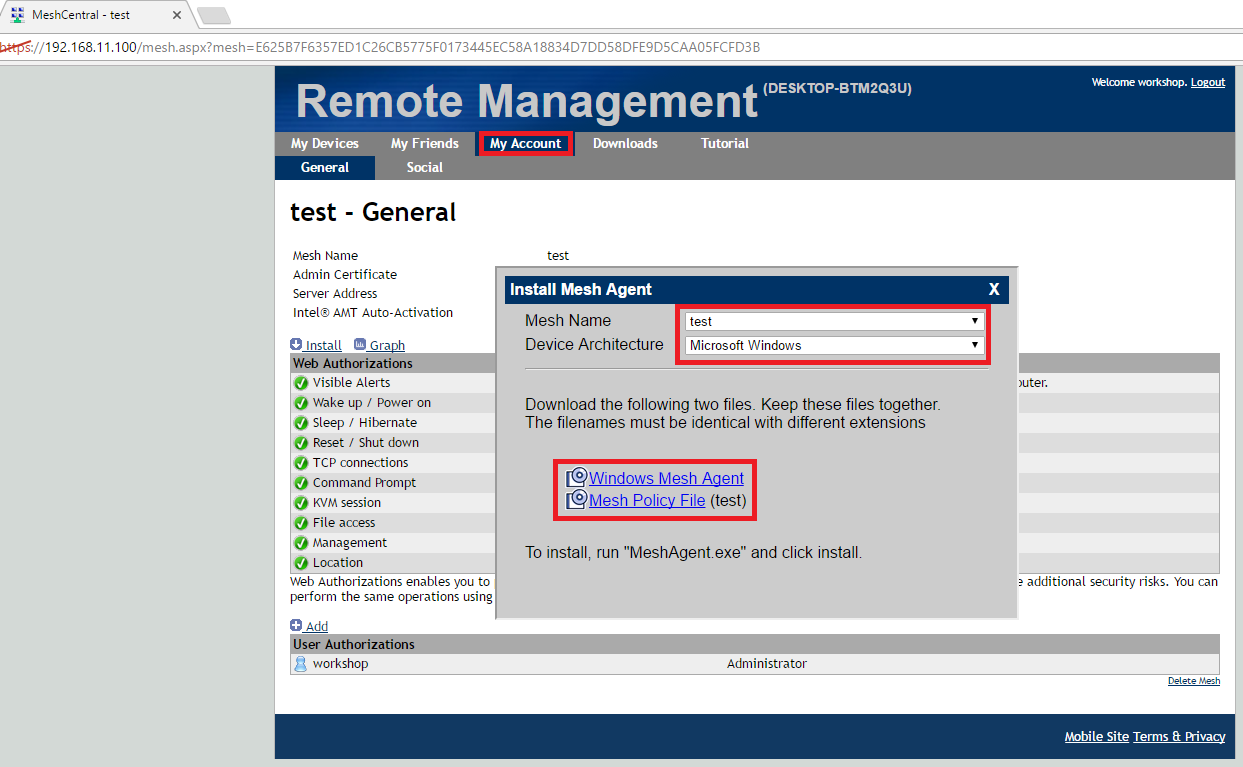 MeshCentral - test
https://192.168.11.100/mesh.aspx?mesh=E625B7F6357ED1C26CB5775F0173445EC58A18834D7DD58DFE9D5CAA05FCFD3B
Remote Management (DESKTOP-BTM2Q3U)
Welcome workshop. Logout
My Devices My Friends My Account Downloads Tutorial
General Social
test - General
Mesh Name test
Admin Certificate
Server Address
Intel® AMT Auto-Activation
Install Graph
Web Authorizations
Visible Alerts
Wake up / Power on
Sleep / Hibernate
Reset / Shut down
TCP connections
Command Prompt
KVM session
File access
Management
Location
Web Authorizations enables you to
additional security risks. You can
perform the same operations using
Install Mesh Agent X
Mesh Name test
Device Architecture Microsoft Windows
Download the following two files. Keep these files together.
The filenames must be identical with different extensions
Windows Mesh Agent
Mesh Policy File (test)
To install, run "MeshAgent.exe" and click install.
Add
User Authorizations
workshop Administrator
Delete Mesh
Mobile Site Terms & Privacy